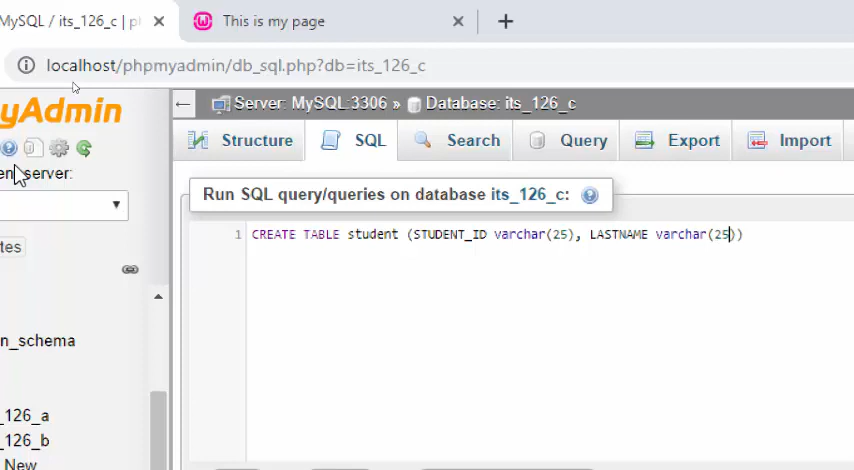 MySQL / its_126_c | ph
This is my page
localhost/phpmyadmin/db_sql.php?db=its_126_c
yAdmin
Server: MySQL:3306 » Database: its_126_c
Structure
SQL
Search
Query
Export
Import
server:
Run SQL query/queries on database its_126_c:
1 CREATE TABLE student (STUDENT_ID varchar(25), LASTNAME varchar(25))
tes
n_schema
_126_a
_126_b
New